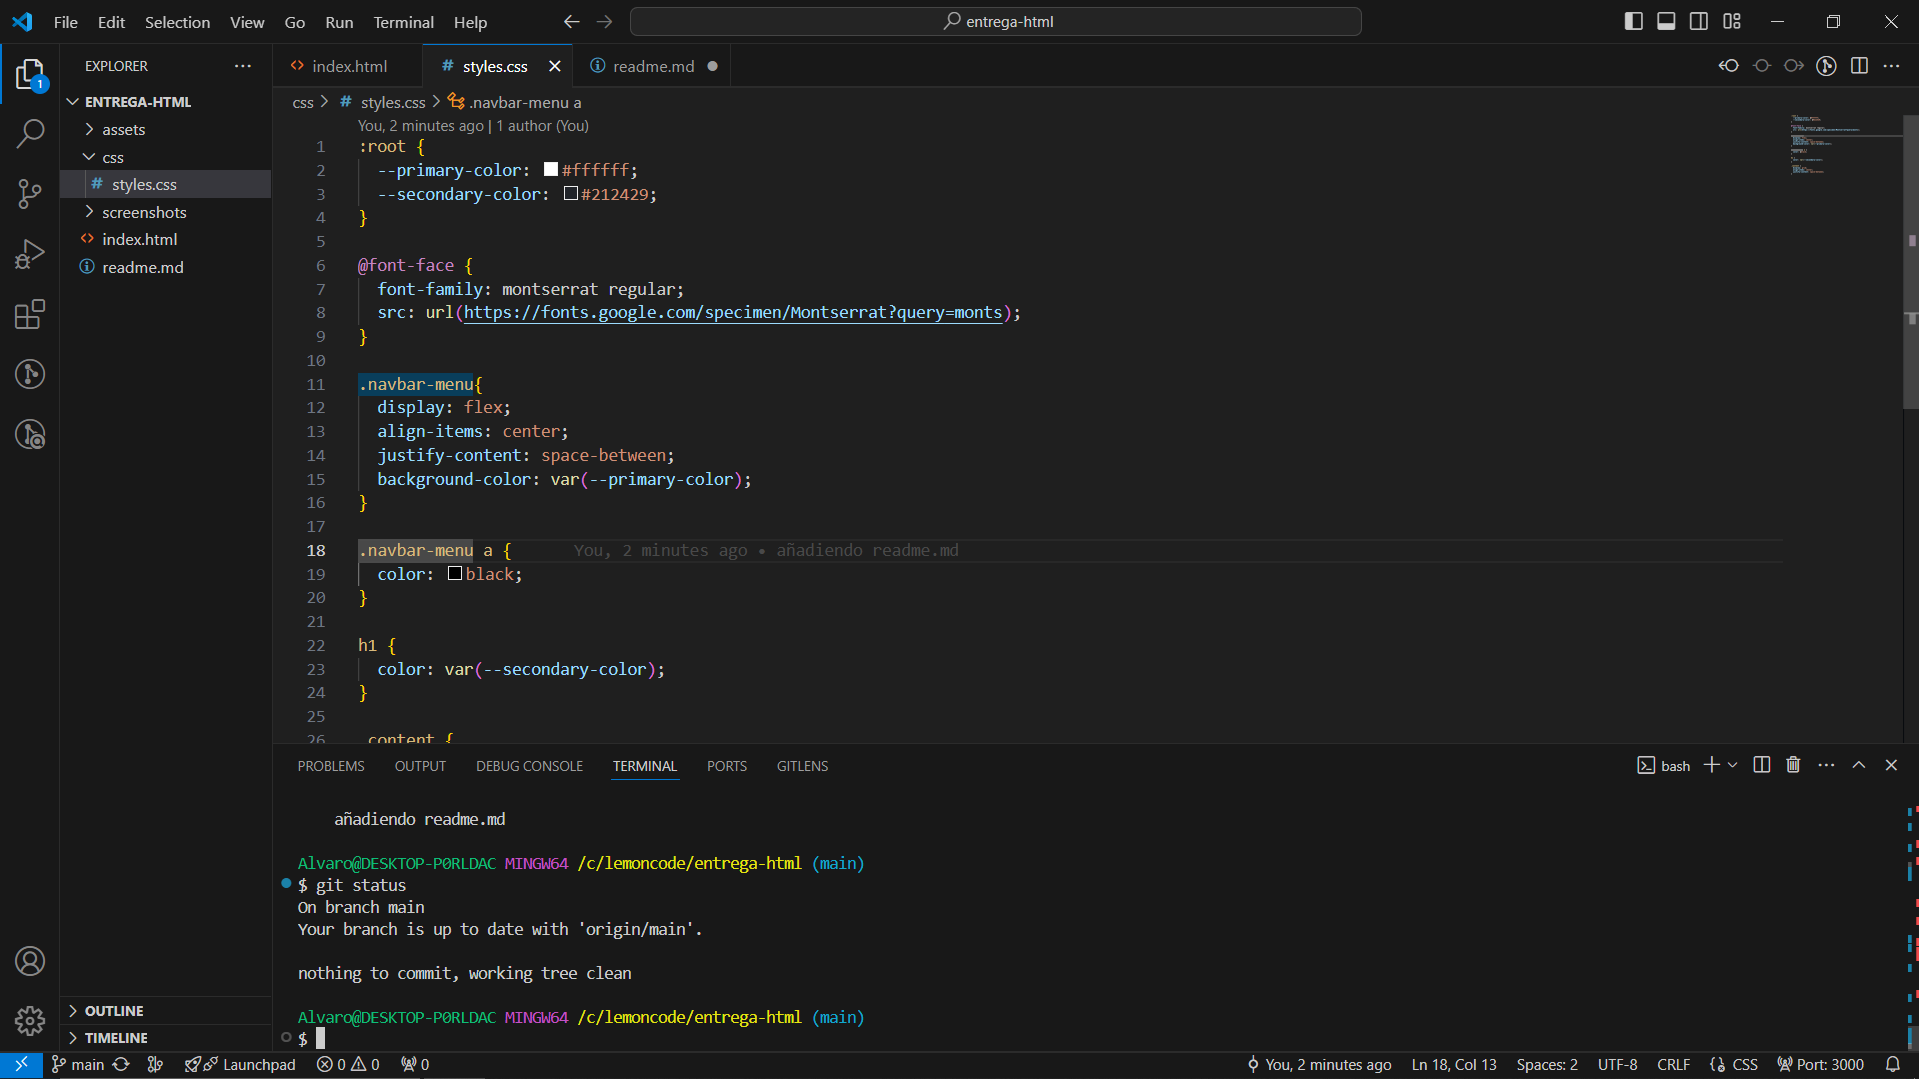 File Edit Selection View Go Run Terminal Help
entrega-html
EXPLORER
1
ENTREGA-HTML
assets
css
# styles.css
screenshots
<> index.html
readme.md
<> index.html
# styles.css
readme.md
css > # styles.css > .navbar-menu a
You, 2 minutes ago | 1 author (You)
1 :root {
2 --primary-color: #ffffff;
3 --secondary-color: #212429;
4 }
5
6 @font-face {
7 font-family: montserrat regular;
8 src: url(https://fonts.google.com/specimen/Montserrat?query=monts);
9 }
10
11 .navbar-menu{
12 display: flex;
13 align-items: center;
14 justify-content: space-between;
15 background-color: var(--primary-color);
16 }
17
18 .navbar-menu a { You, 2 minutes ago • añadiendo readme.md
19 color: black;
20 }
21
22 h1 {
23 color: var(--secondary-color);
24 }
25
26 .content {
PROBLEMS OUTPUT DEBUG CONSOLE TERMINAL PORTS GITLENS
bash
añadiendo readme.md
Alvaro@DESKTOP-P0RLDAC MINGW64 /c/lemoncode/entrega-html (main)
$ git status
On branch main
Your branch is up to date with 'origin/main'.
nothing to commit, working tree clean
Alvaro@DESKTOP-P0RLDAC MINGW64 /c/lemoncode/entrega-html (main)
$
OUTLINE
TIMELINE
main Launchpad 0 0 0 You, 2 minutes ago Ln 18, Col 13 Spaces: 2 UTF-8 CRLF {} CSS Port: 3000